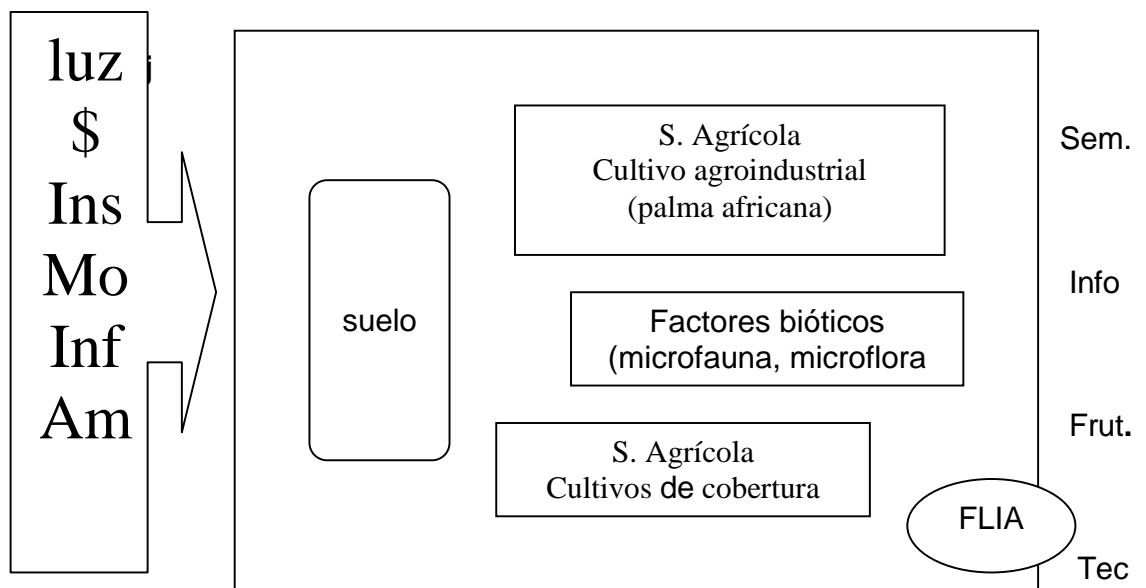 luz
$
Ins
Mo
Inf
Am
suelo
S. Agrícola
Cultivo agroindustrial
(palma africana)
Factores bióticos
(microfauna, microflora
S. Agrícola
Cultivos de cobertura
FLIA
Sem.
Info
Frut.
Tec